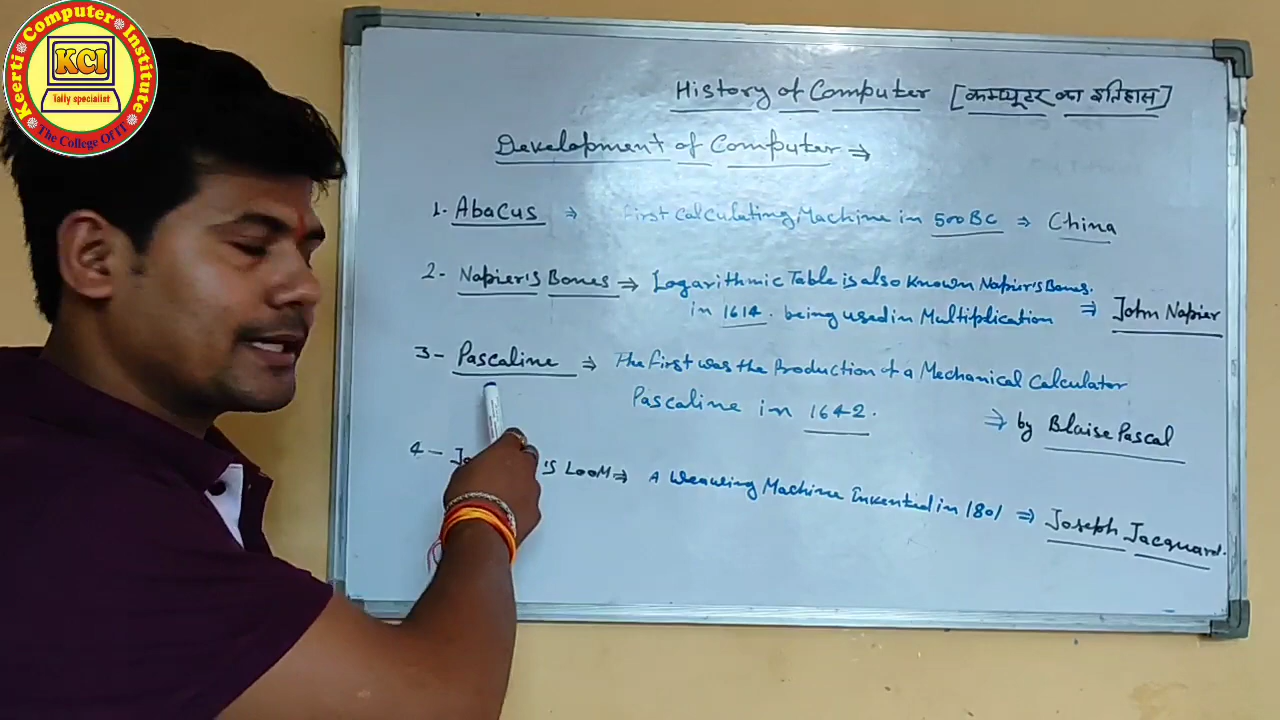 Keerti Computer Institute
KCI
Tally specialist
The College Of IT
History of Computer [कम्प्यूटर का इतिहास]
Development of Computer ⇒
1. Abacus ⇒ First Calculating Machine in 500 BC ⇒ China
2- Napier's Bones ⇒ Logarithmic Table is also Known Napier's Bones.
in 1614. being used in Multiplication ⇒ John Napier
3- Pascaline ⇒ The first was the Production of a Mechanical Calculator
Pascaline in 1642. ⇒ by Blaise Pascal
4- 's LooM ⇒ A Weaving Machine Invented in 1801 ⇒ Joseph Jacquard.